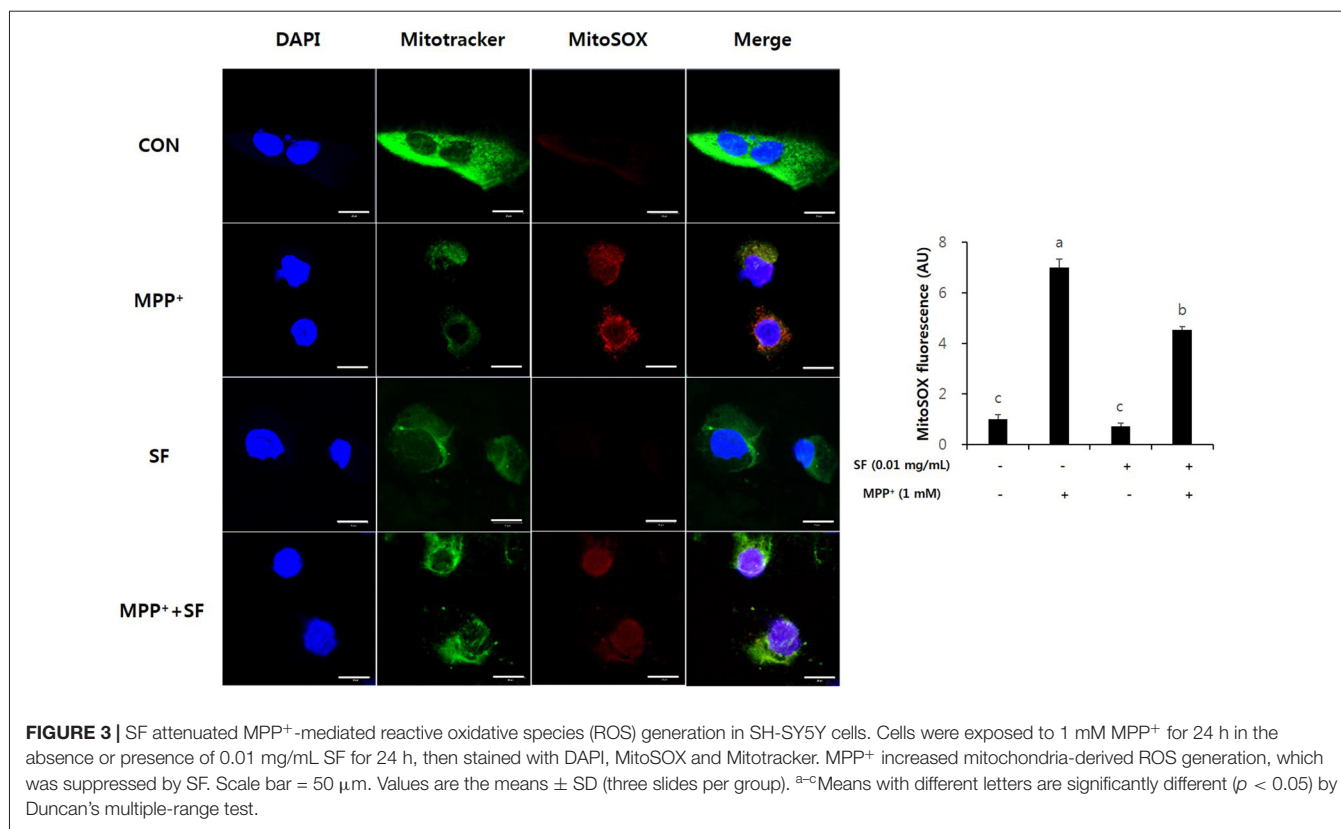 DAPI Mitotracker MitoSOX Merge
CON
MPP⁺
SF
MPP⁺+SF
MitoSOX fluorescence (AU)
8
6
4
2
0
c
a
c
b
SF (0.01 mg/mL) - - + +
MPP⁺ (1 mM) - + - +
FIGURE 3 | SF attenuated MPP⁺-mediated reactive oxidative species (ROS) generation in SH-SY5Y cells. Cells were exposed to 1 mM MPP⁺ for 24 h in the
absence or presence of 0.01 mg/mL SF for 24 h, then stained with DAPI, MitoSOX and Mitotracker. MPP⁺ increased mitochondria-derived ROS generation, which
was suppressed by SF. Scale bar = 50 μm. Values are the means ± SD (three slides per group). ᵃ⁻ᶜMeans with different letters are significantly different (p < 0.05) by
Duncan's multiple-range test.